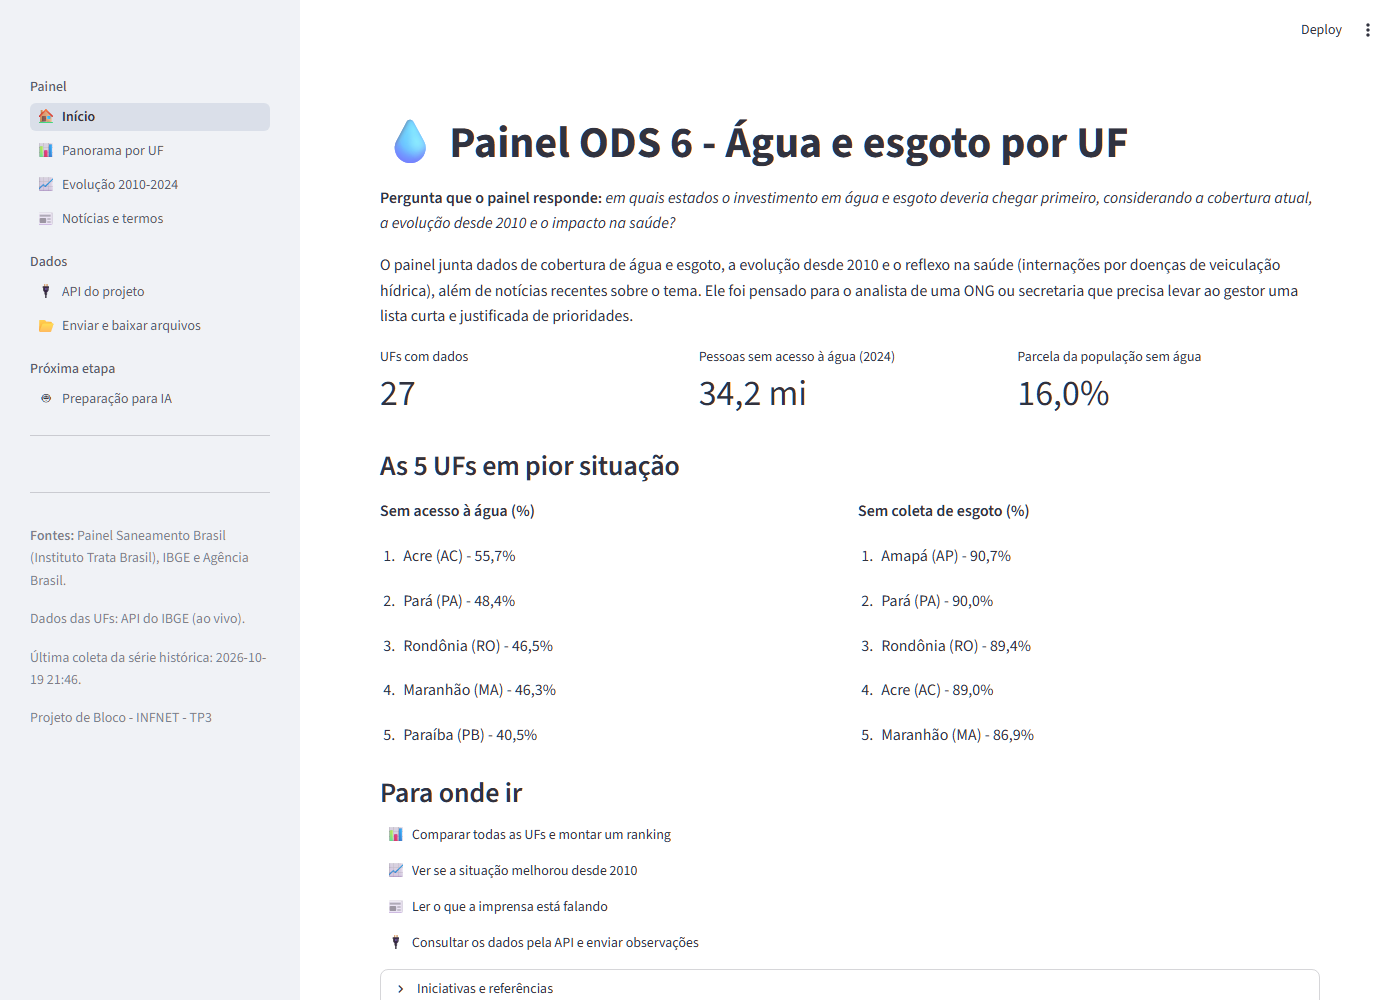 Deploy
Painel
Início
Panorama por UF
Evolução 2010-2024
Notícias e termos
Dados
API do projeto
Enviar e baixar arquivos
Próxima etapa
Preparação para IA
Fontes: Painel Saneamento Brasil
(Instituto Trata Brasil), IBGE e Agência
Brasil.
Dados das UFs: API do IBGE (ao vivo).
Última coleta da série histórica: 2026-10-
19 21:46.
Projeto de Bloco - INFNET - TP3
Painel ODS 6 - Água e esgoto por UF
Pergunta que o painel responde: em quais estados o investimento em água e esgoto deveria chegar primeiro, considerando a cobertura atual,
a evolução desde 2010 e o impacto na saúde?
O painel junta dados de cobertura de água e esgoto, a evolução desde 2010 e o reflexo na saúde (internações por doenças de veiculação
hídrica), além de notícias recentes sobre o tema. Ele foi pensado para o analista de uma ONG ou secretaria que precisa levar ao gestor uma
lista curta e justificada de prioridades.
UFs com dados
27
Pessoas sem acesso à água (2024)
34,2 mi
Parcela da população sem água
16,0%
As 5 UFs em pior situação
Sem acesso à água (%)
1. Acre (AC) - 55,7%
2. Pará (PA) - 48,4%
3. Rondônia (RO) - 46,5%
4. Maranhão (MA) - 46,3%
5. Paraíba (PB) - 40,5%
Sem coleta de esgoto (%)
1. Amapá (AP) - 90,7%
2. Pará (PA) - 90,0%
3. Rondônia (RO) - 89,4%
4. Acre (AC) - 89,0%
5. Maranhão (MA) - 86,9%
Para onde ir
Comparar todas as UFs e montar um ranking
Ver se a situação melhorou desde 2010
Ler o que a imprensa está falando
Consultar os dados pela API e enviar observações
Iniciativas e referências